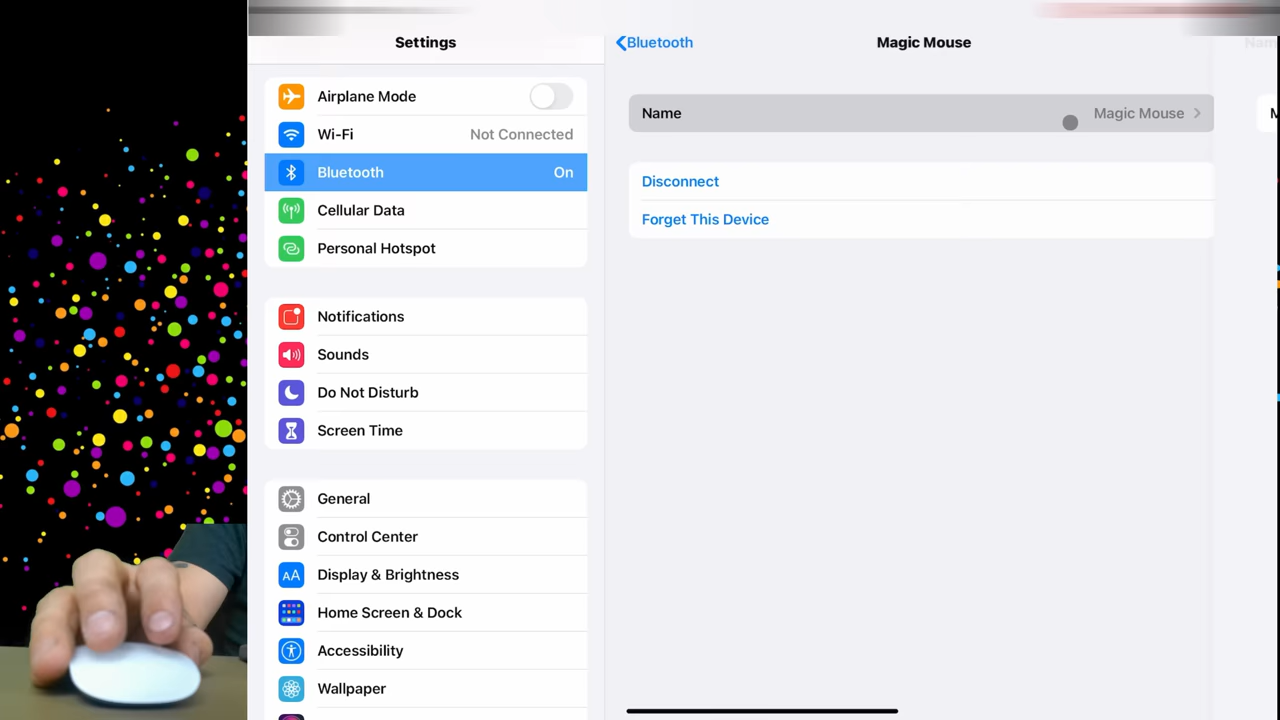 Settings
Airplane Mode
Wi-Fi Not Connected
Bluetooth On
Cellular Data
Personal Hotspot
Notifications
Sounds
Do Not Disturb
Screen Time
General
Control Center
AA Display & Brightness
Home Screen & Dock
Accessibility
Wallpaper
Bluetooth Magic Mouse
Name Magic Mouse
Disconnect
Forget This Device